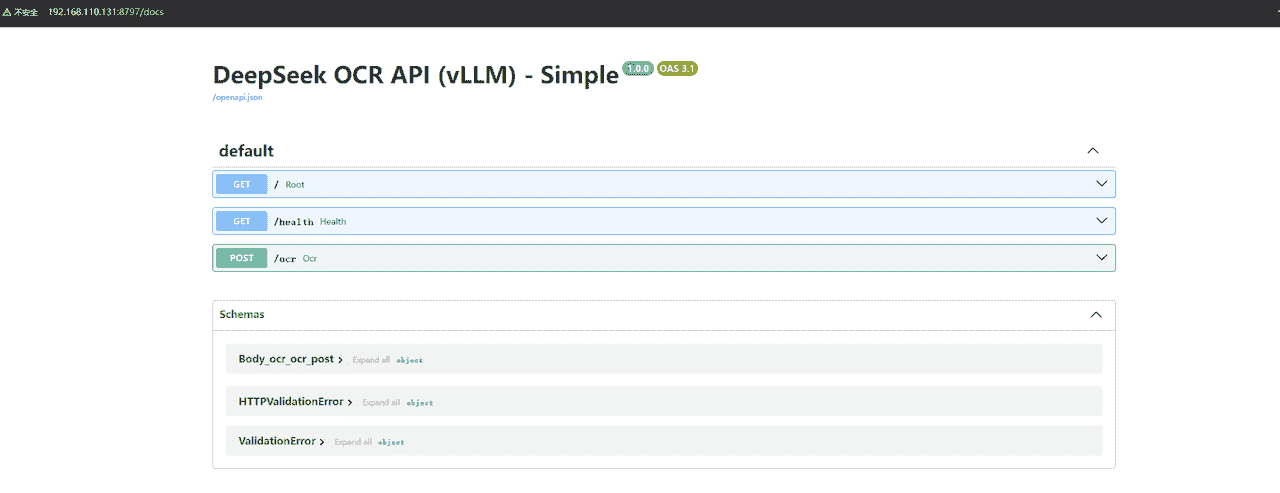 不安全 192.168.110.131:8797/docs
DeepSeek OCR API (vLLM) - Simple 1.0.0 OAS 3.1
/openapi.json
default
GET / Root
GET /health Health
POST /ocr Ocr
Schemas
Body_ocr_ocr_post Expand all object
HTTPValidationError Expand all object
ValidationError Expand all object